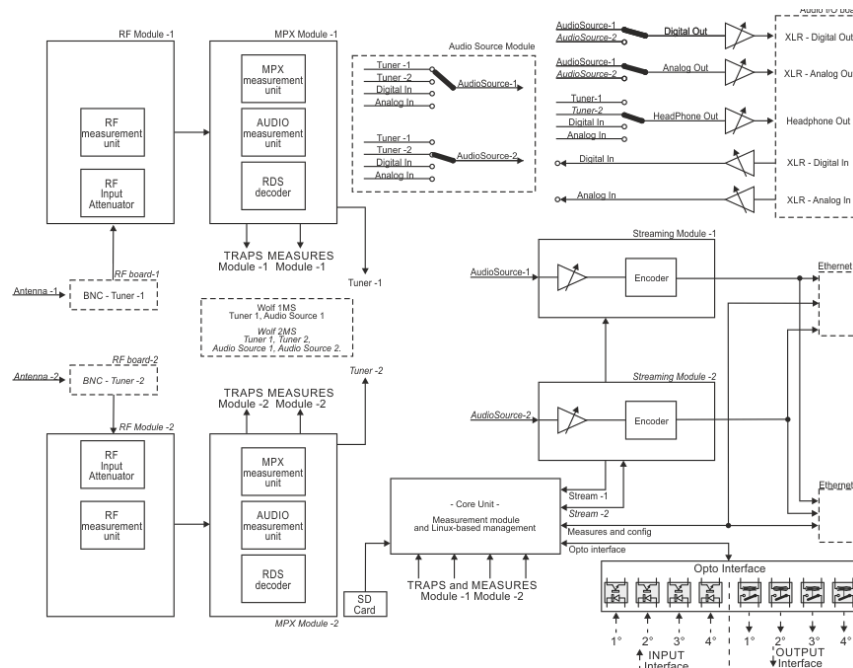 RF Module -1
RF
measurement
unit
RF
Input
Attenuator
RF board-1
Antenna -1
BNC - Tuner -1
MPX Module -1
MPX
measurement
unit
AUDIO
measurement
unit
RDS
decoder
TRAPS MEASURES
Module -1 Module -1
Tuner -1
Audio Source Module
Tuner -1
Tuner -2
Digital In
Analog In
AudioSource-1
Tuner -1
Tuner -2
Digital In
Analog In
AudioSource-2
Audio I/O boa
AudioSource-1
AudioSource-2
Digital Out
XLR - Digital Out
AudioSource-1
AudioSource-2
Analog Out
XLR - Analog Out
Tuner-1
Tuner-2
Digital In
Analog In
HeadPhone Out
Headphone Out
Digital In
XLR - Digital In
Analog In
XLR - Analog In
Wolf 1MS
Tuner 1, Audio Source 1
Wolf 2MS
Tuner 1, Tuner 2,
Audio Source 1, Audio Source 2.
Streaming Module -1
AudioSource-1
Encoder
Ethernet
Streaming Module -2
AudioSource-2
Encoder
Ethernet
RF board-2
Antenna -2
BNC - Tuner -2
RF Module -2
RF
Input
Attenuator
RF
measurement
unit
Tuner -2
TRAPS MEASURES
Module -2 Module -2
MPX
measurement
unit
AUDIO
measurement
unit
RDS
decoder
MPX Module -2
- Core Unit -
Measurement module
and Linux-based management
Stream -1
Stream -2
Measures and config
Opto interface
TRAPS and MEASURES
Module -1 Module -2
SD
Card
Opto Interface
1° 2° 3° 4° 1° 2° 3° 4°
INPUT
Interface
OUTPUT
Interface